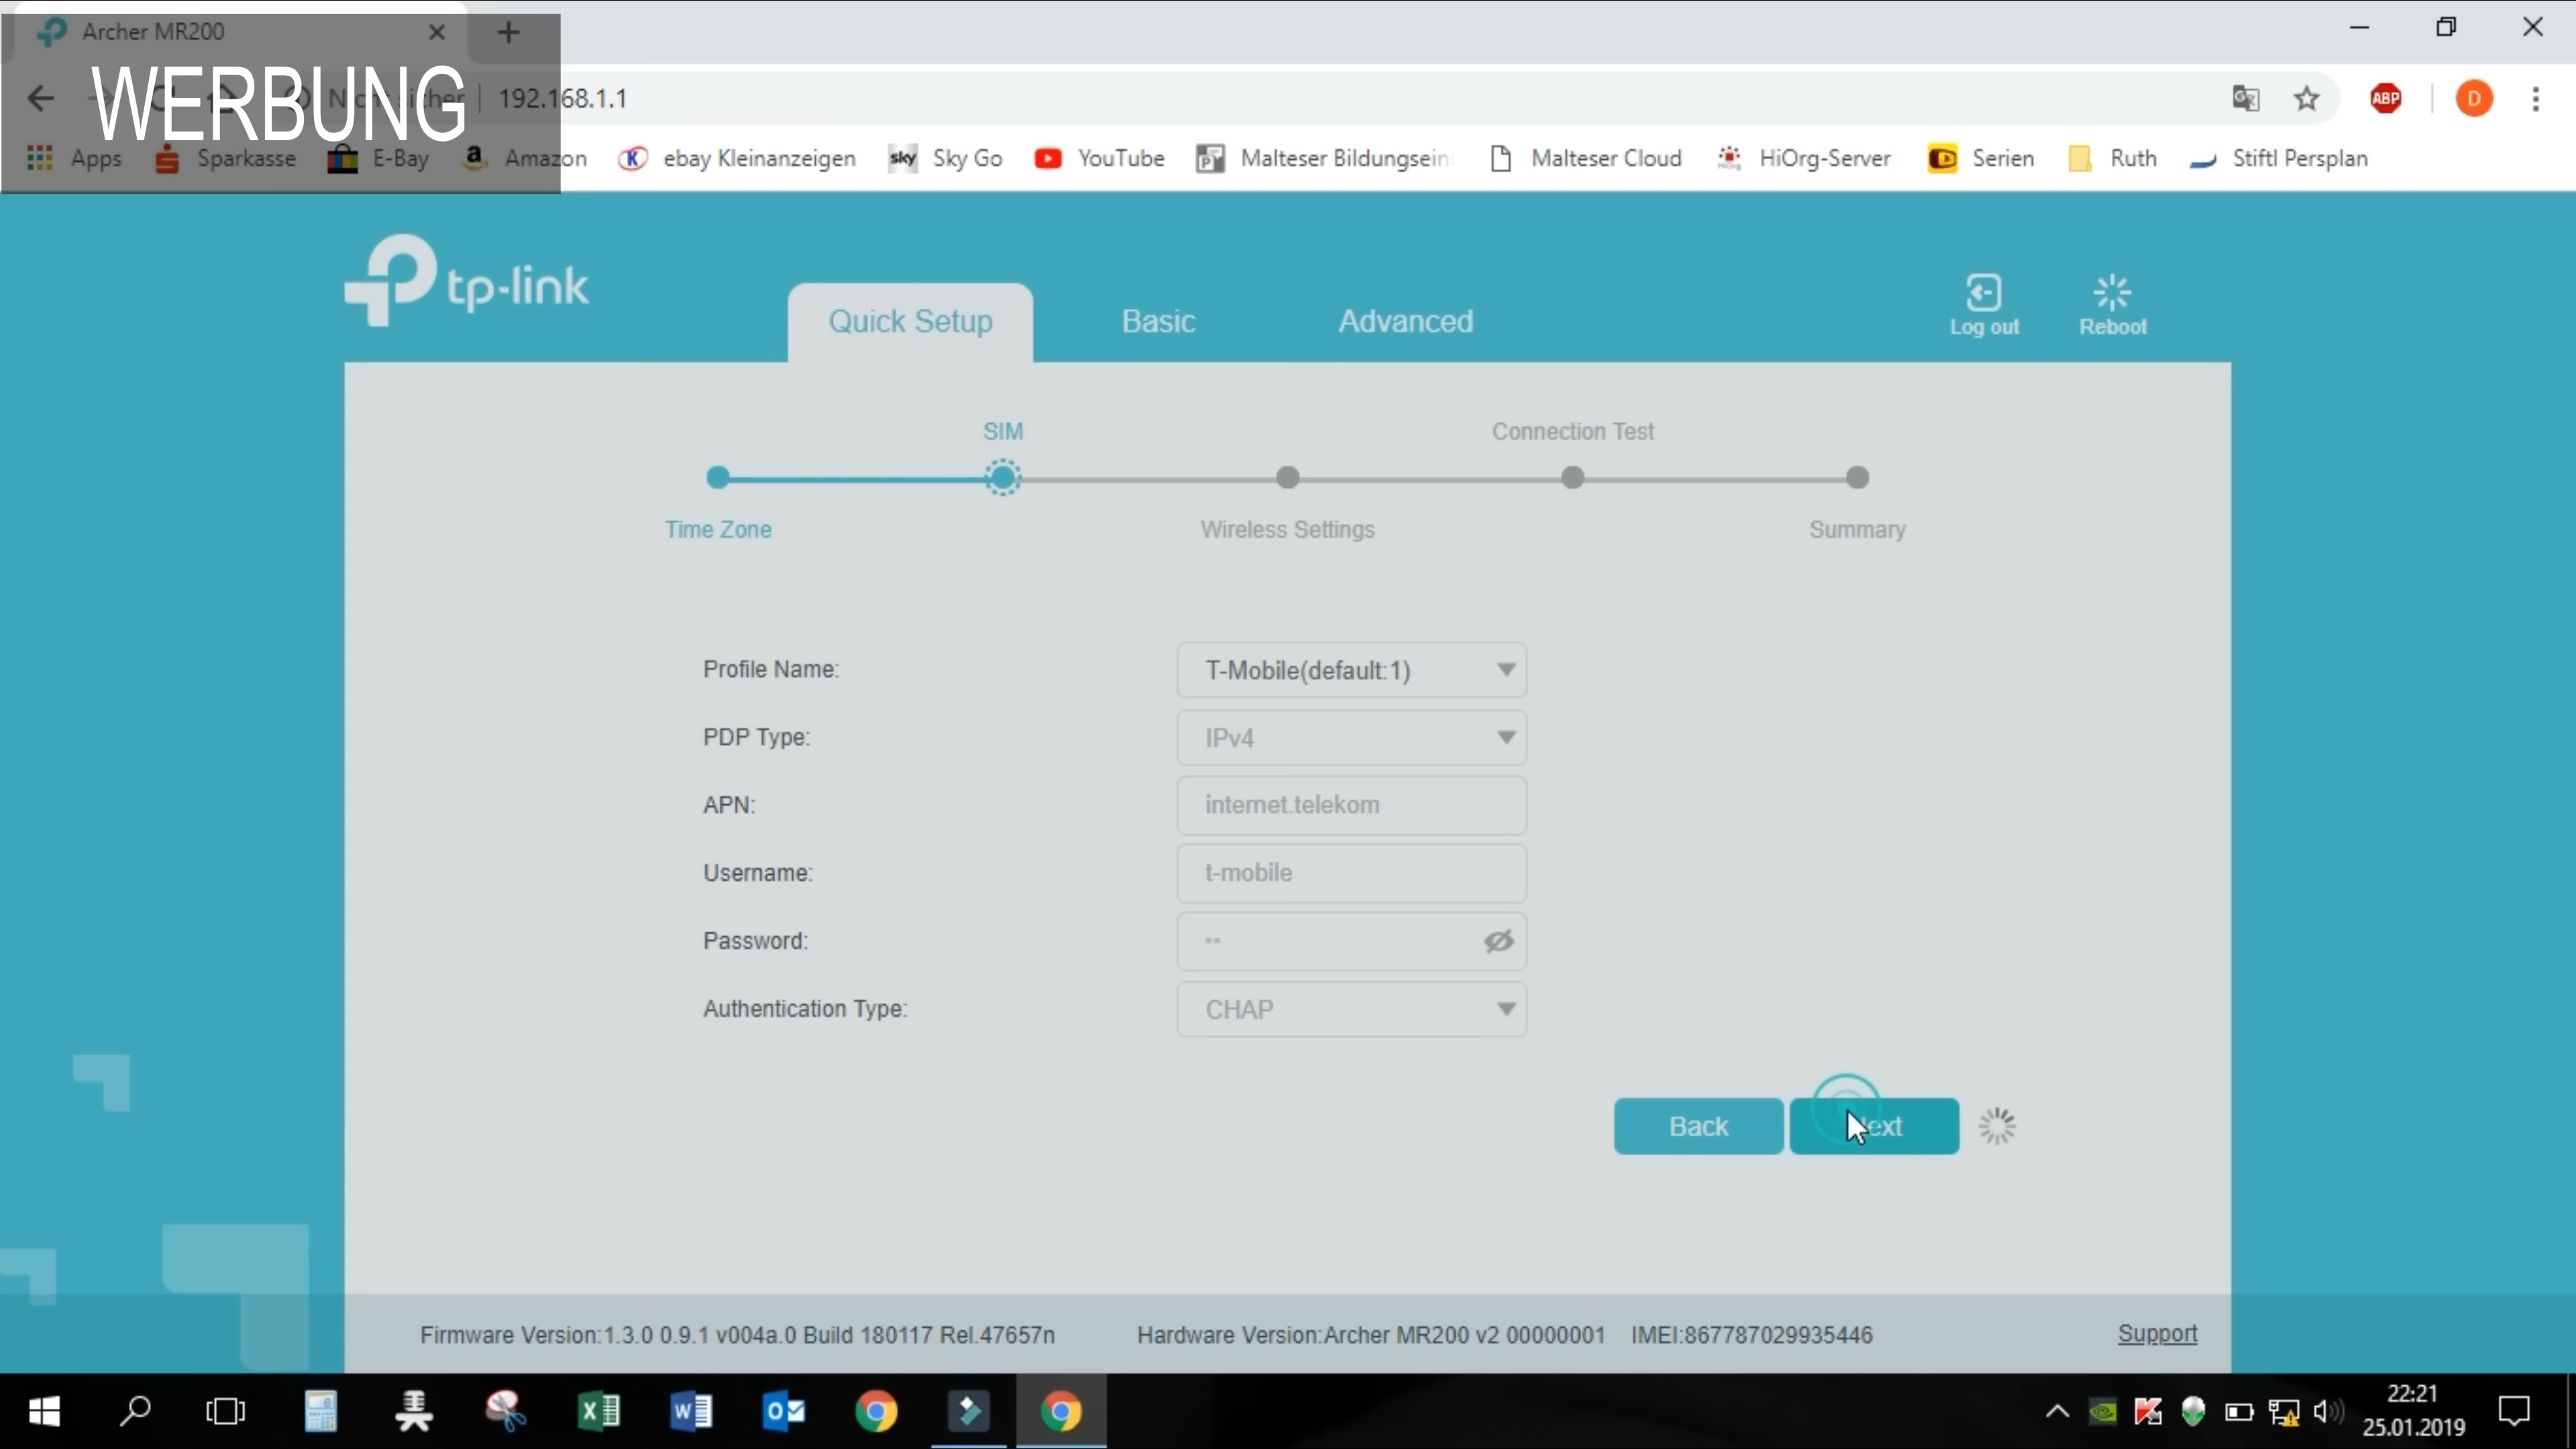 Archer MR200
WERBUNG
192.168.1.1
ABP
D
Apps Sparkasse E-Bay Amazon ebay Kleinanzeigen sky Sky Go YouTube Malteser Bildungsein Malteser Cloud HiOrg-Server Serien Ruth Stiftl Persplan
tp-link
Quick Setup Basic Advanced Log out Reboot
SIM Connection Test
Time Zone Wireless Settings Summary
Profile Name: T-Mobile(default:1)
PDP Type: IPv4
APN: internet.telekom
Username: t-mobile
Password: --
Authentication Type: CHAP
Back Next
Firmware Version:1.3.0 0.9.1 v004a.0 Build 180117 Rel.47657n Hardware Version:Archer MR200 v2 00000001 IMEI:867787029935446 Support
22:21
25.01.2019